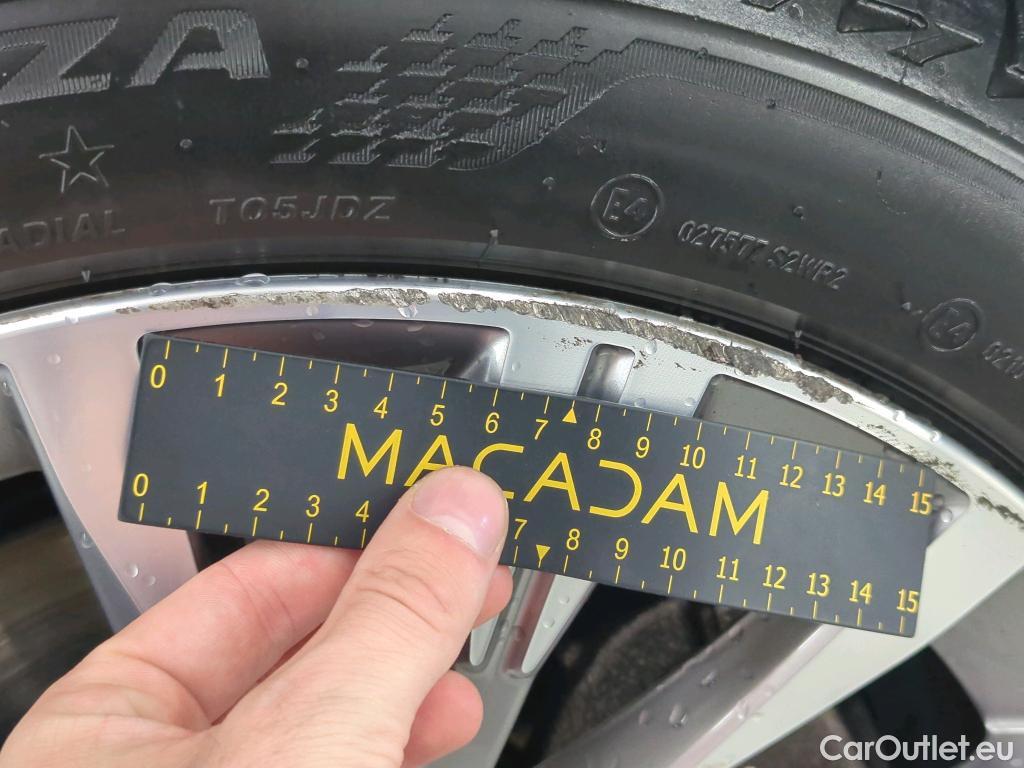 ZA
ADIAL
TO5JDZ
E4
027577 S2WR2
E4
0 1 2 3 4 5 6 7 8 9 10 11 12 13 14 15
MACADAM
0 1 2 3 4 7 8 9 10 11 12 13 14 15
CarOutlet.eu